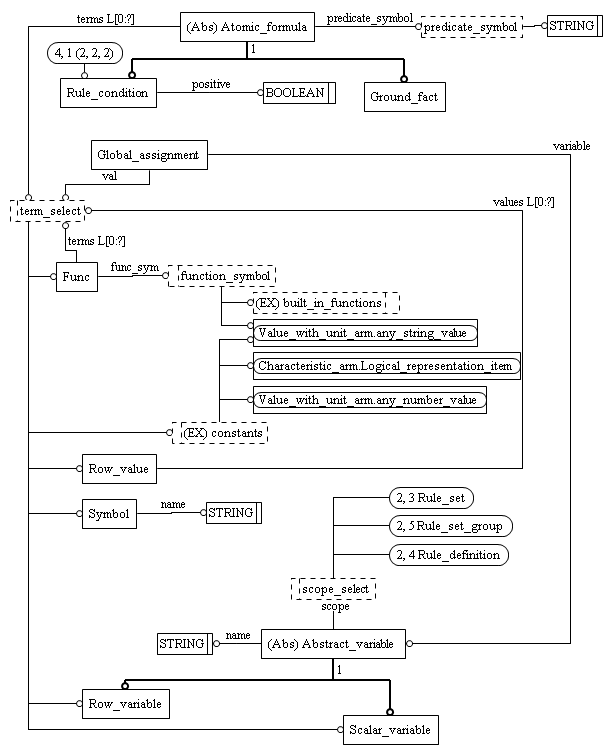 terms L[0:?]
(Abs) Atomic_formula
predicate_symbol
predicate_symbol
STRING
1
4, 1 (2, 2, 2)
Rule_condition
positive
BOOLEAN
Ground_fact
Global_assignment
variable
val
term_select
values L[0:?]
terms L[0:?]
Func
func_sym
function_symbol
(EX) built_in_functions
Value_with_unit_arm.any_string_value
Characteristic_arm.Logical_representation_item
Value_with_unit_arm.any_number_value
(EX) constants
Row_value
Symbol
name
STRING
2, 3 Rule_set
2, 5 Rule_set_group
2, 4 Rule_definition
scope_select
scope
STRING
name
(Abs) Abstract_variable
1
Row_variable
Scalar_variable